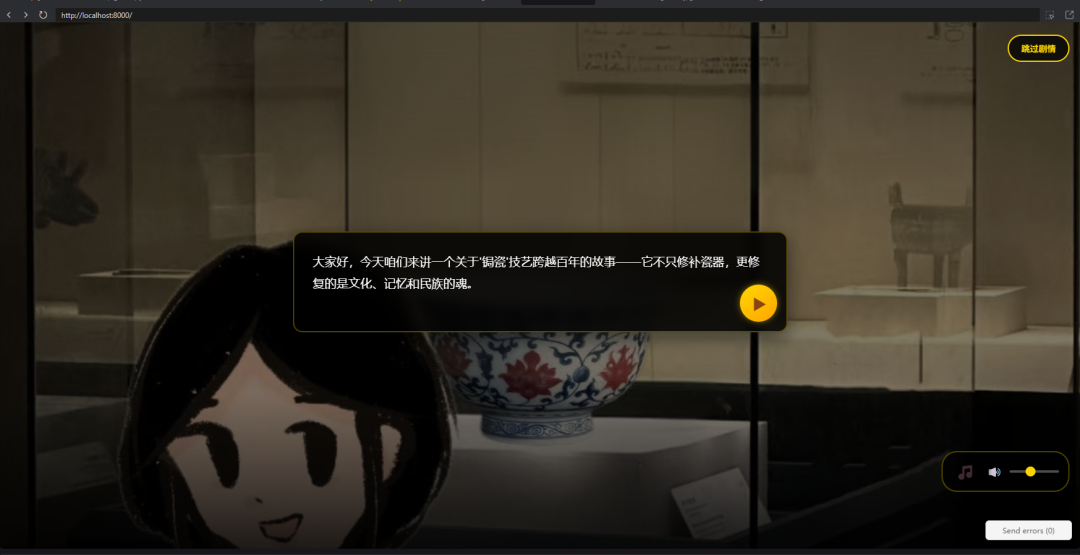 http://localhost:8000/
跳过剧情
大家好，今天咱们来讲一个关于'锔瓷'技艺跨越百年的故事——它不只修补瓷器，更修
复的是文化、记忆和民族的魂。
Send errors (0)